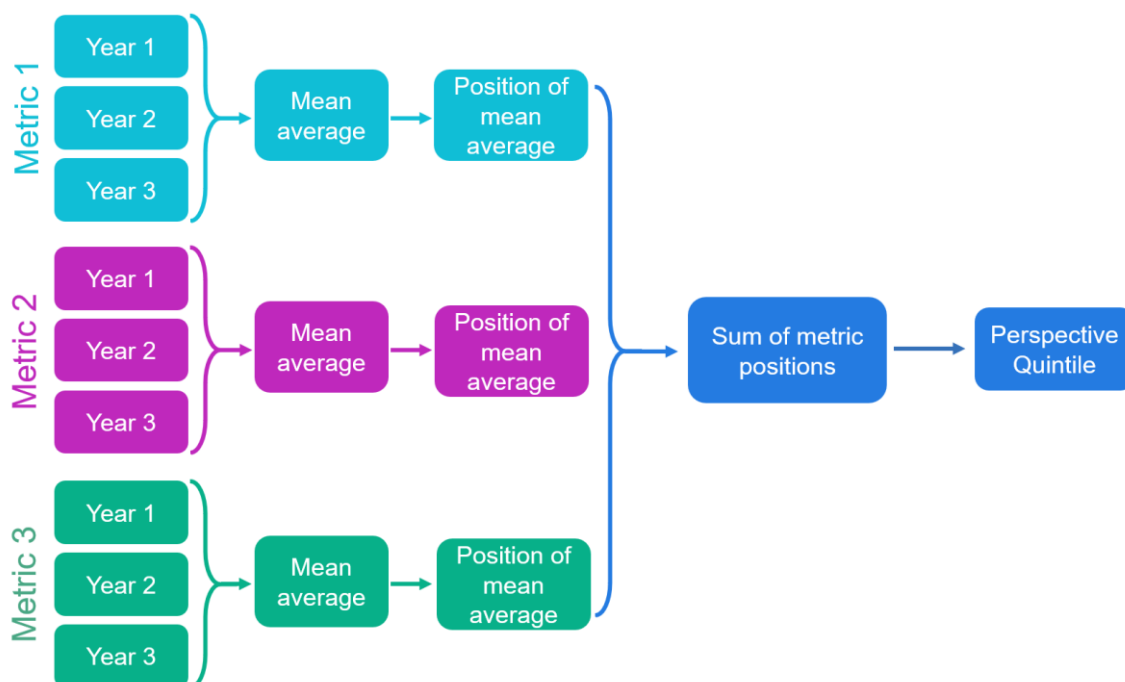 Metric 1
Year 1
Year 2
Year 3
Mean
average
Position of
mean
average
Metric 2
Year 1
Year 2
Year 3
Mean
average
Position of
mean
average
Metric 3
Year 1
Year 2
Year 3
Mean
average
Position of
mean
average
Sum of metric
positions
Perspective
Quintile